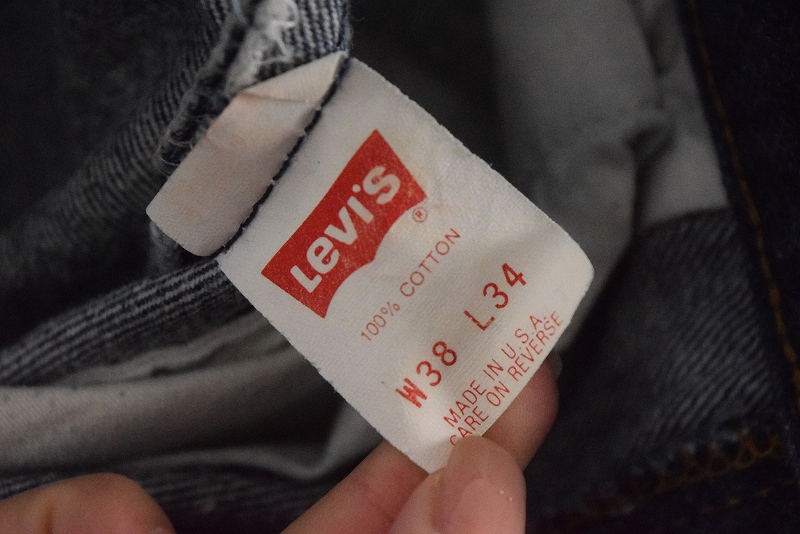 Levi's
®
100% COTTON
W38 L34
MADE IN U.S.A.
CARE ON REVERSE